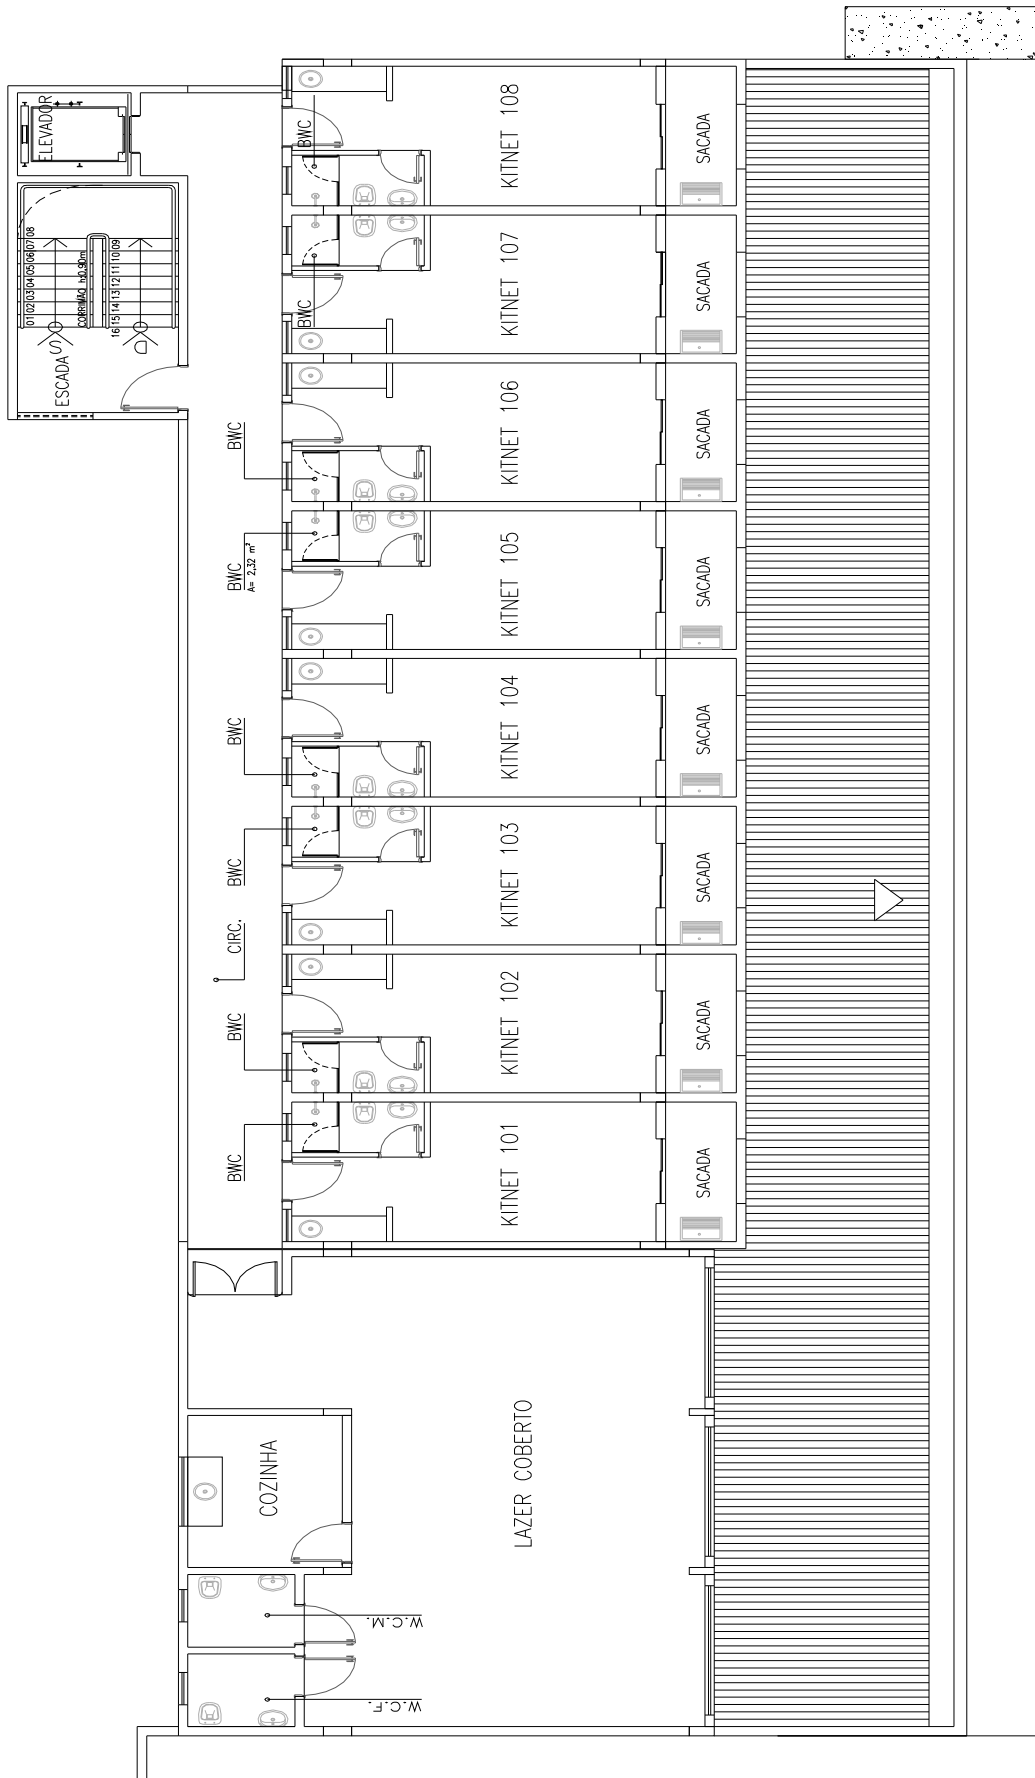 ELEVADOR
01 02 03 04 05 06 07 08
CORRIMÃO h:0,90m
16 15 14 13 12 11 10 09
S
D
ESCADA
BWC
KITNET 108
SACADA
BWC
KITNET 107
SACADA
BWC
KITNET 106
SACADA
BWC
A= 2,32 m²
KITNET 105
SACADA
BWC
KITNET 104
SACADA
BWC
KITNET 103
SACADA
CIRC.
BWC
KITNET 102
SACADA
BWC
KITNET 101
SACADA
COZINHA
LAZER COBERTO
W.C.M.
W.C.F.